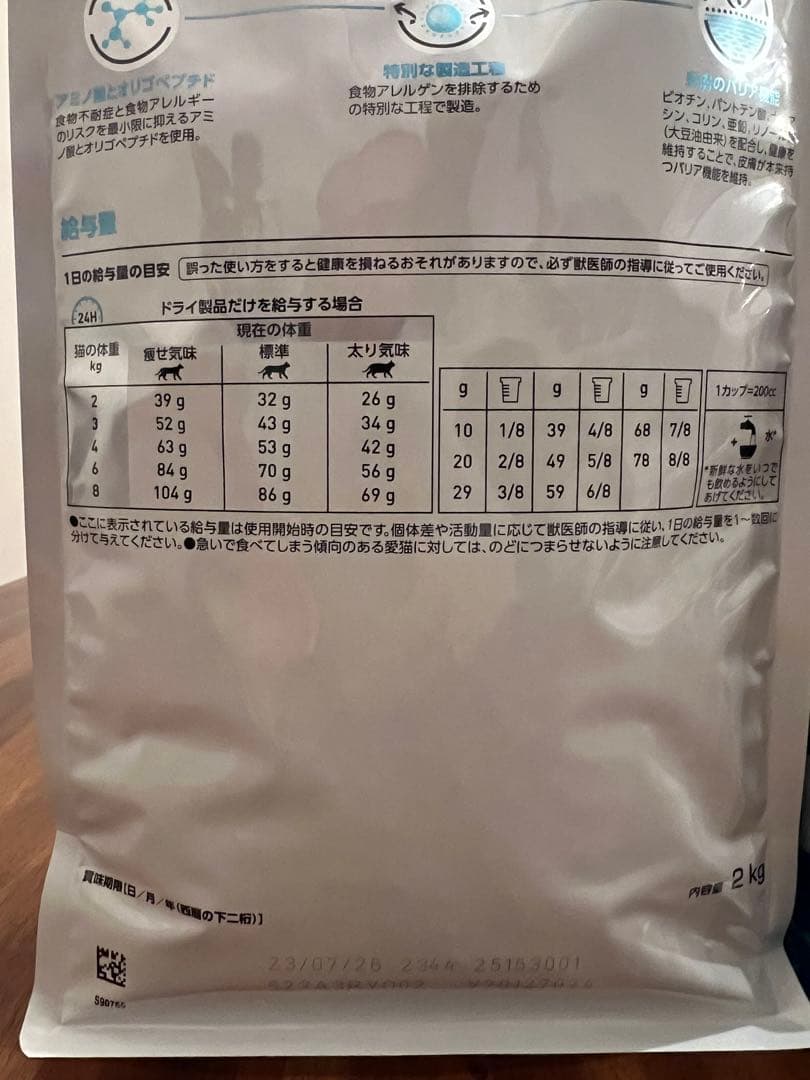 アミノ酸とオリゴペプチド
食物不耐症と食物アレルギー
のリスクを最小限に抑えるアミ
ノ酸とオリゴペプチドを使用。
特別な製造工程
食物アレルゲンを排除するため
の特別な工程で製造。
のバリア機能
ビオチン、パントテン酸、
シン、コリン、亜鉛、リノー
(大豆油由来)を配合し、健康を
維持することで、皮膚が本来持
つバリア機能を維持。
給与量
1日の給与量の目安 誤った使い方をすると健康を損ねるおそれがありますので、必ず獣医師の指導に従ってご使用ください。
24H ドライ製品だけを給与する場合
現在の体重
猫の体重 kg 痩せ気味 標準 太り気味
2 39 g 32 g 26 g
3 52 g 43 g 34 g
4 63 g 53 g 42 g
6 84 g 70 g 56 g
8 104 g 86 g 69 g
g g g
10 1/8 39 4/8 68 7/8
20 2/8 49 5/8 78 8/8
29 3/8 59 6/8
1カップ=200cc
+ 水*
*新鮮な水をいつで
も飲めるようにして
あげてください。
●ここに表示されている給与量は使用開始時の目安です。個体差や活動量に応じて獣医師の指導に従い、1日の給与量を1〜数回に
分けて与えてください。●急いで食べてしまう傾向のある愛猫に対しては、のどにつまらせないように注意してください。
賞味期限[日/月/年(西暦の下二桁)]
内容量 2 kg
23/07/26 2344 25153001
S90755